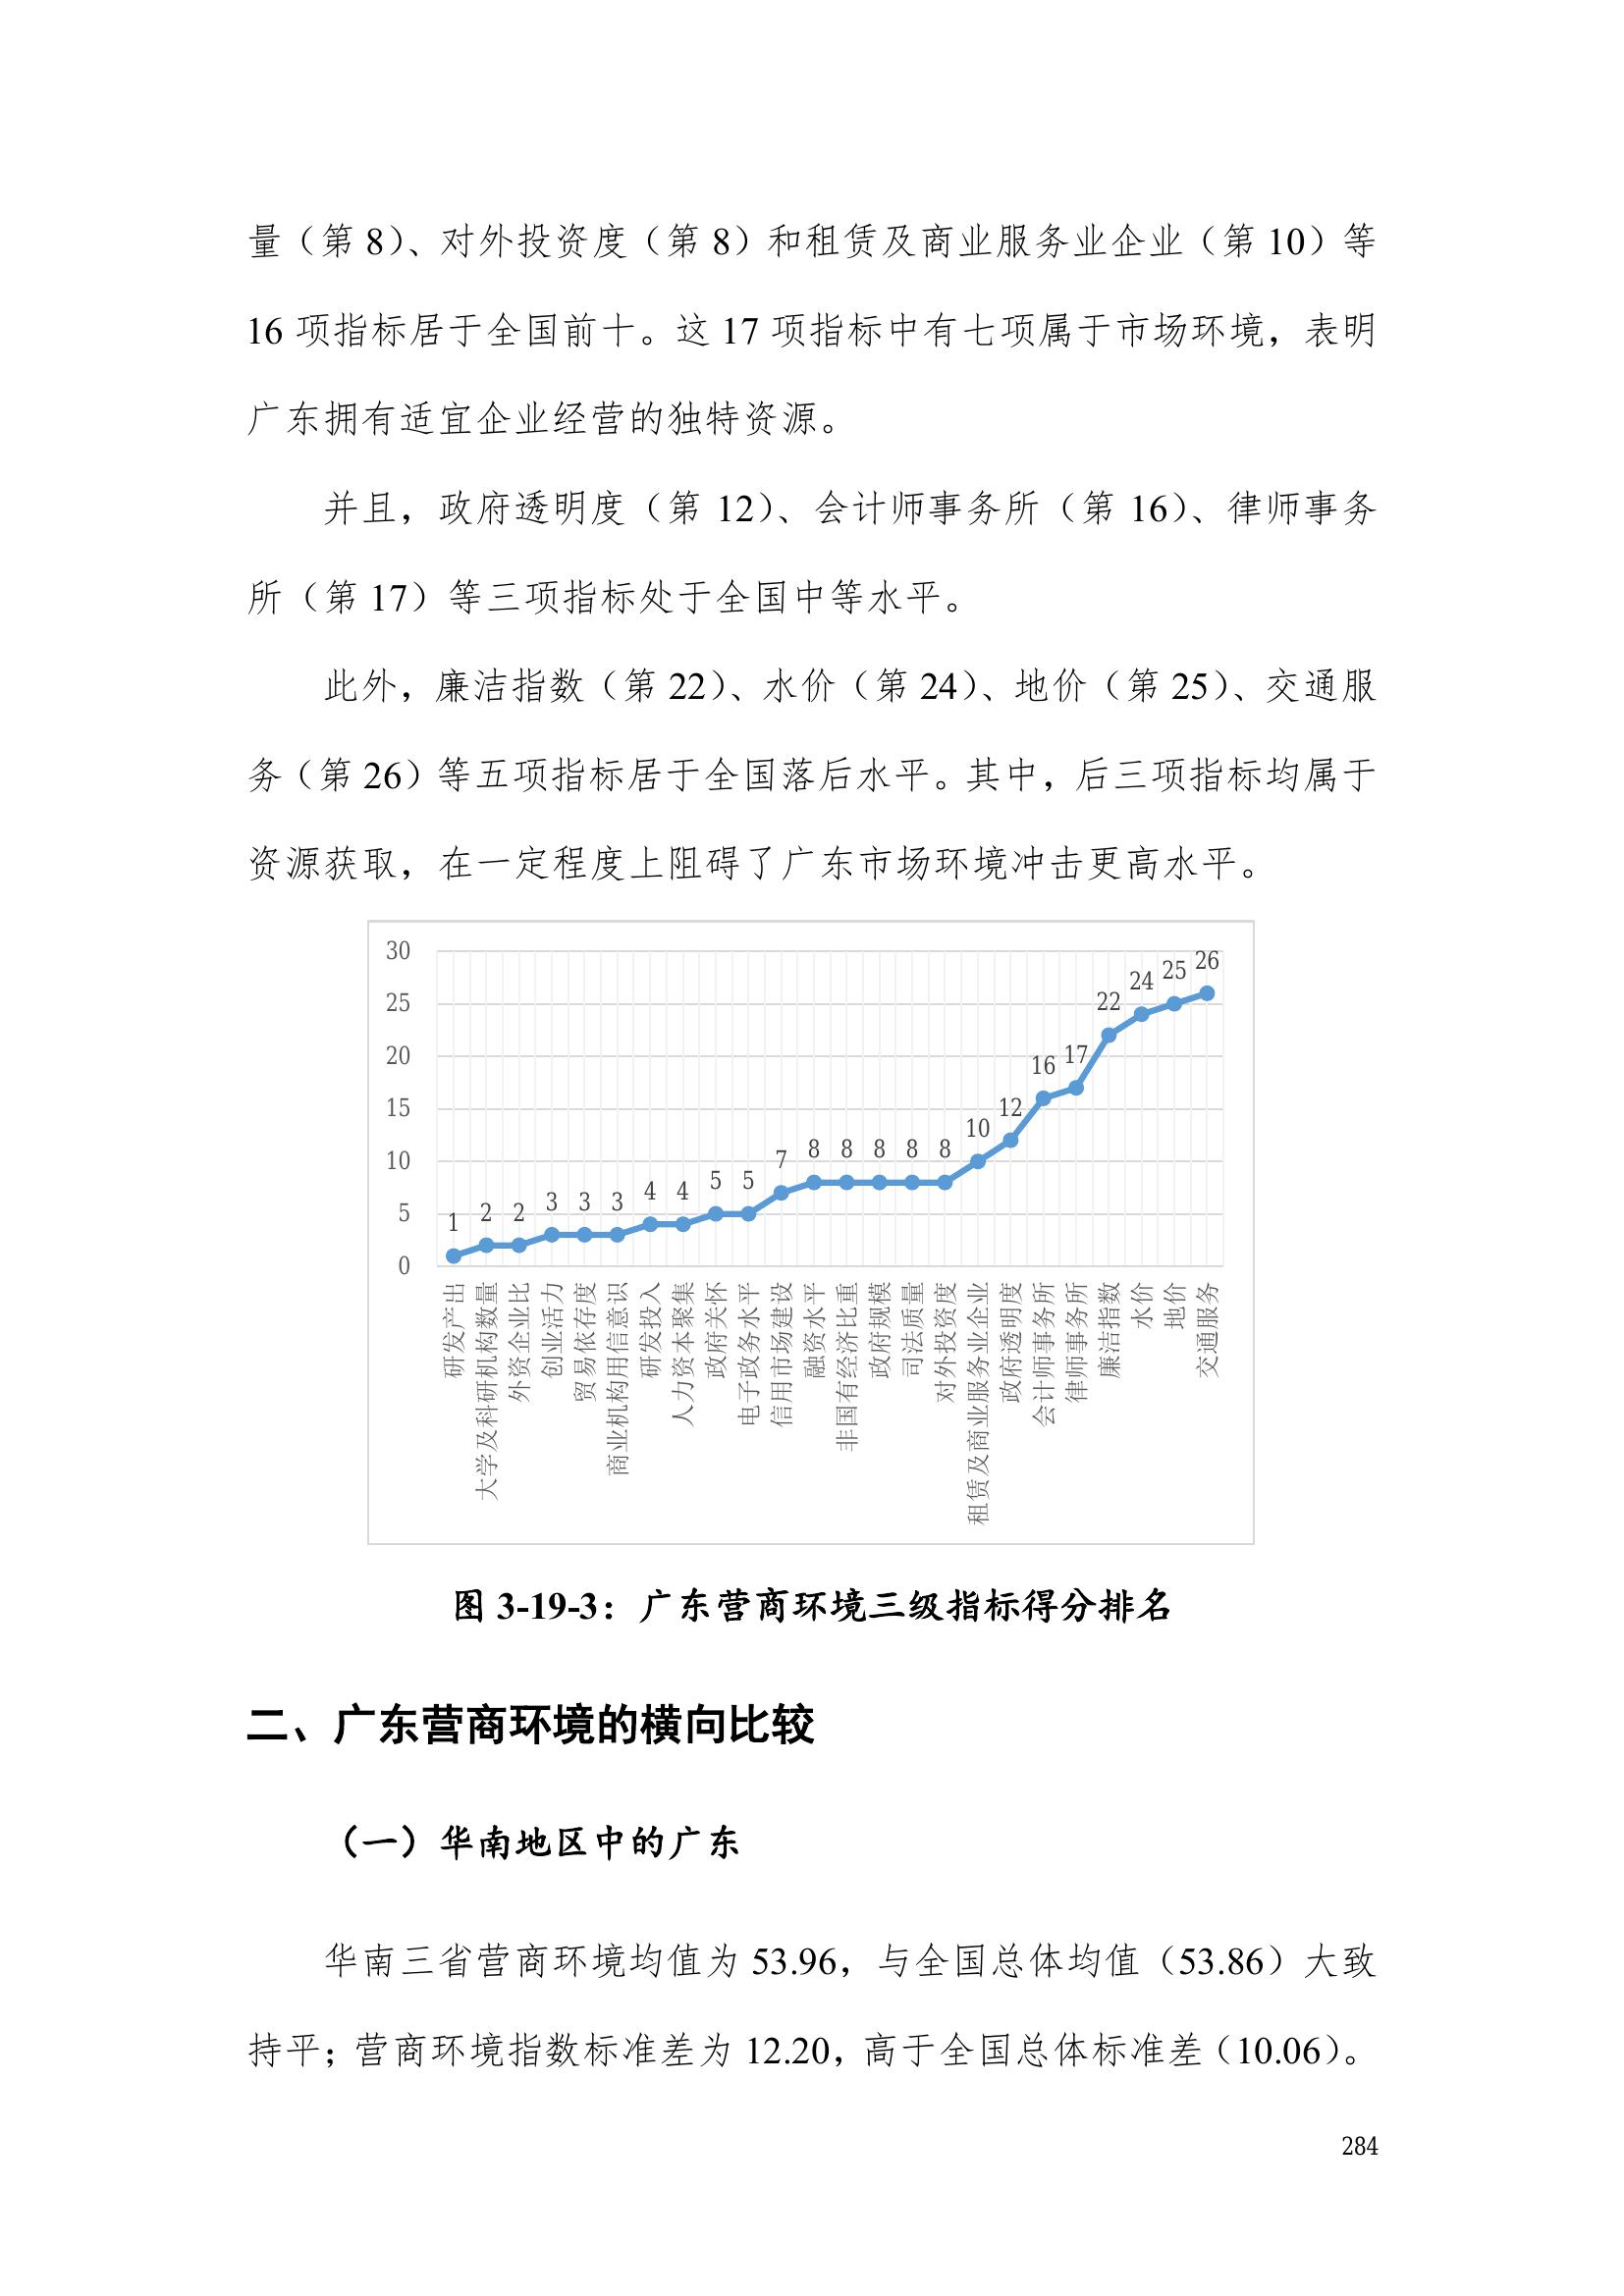 量（第 8）、对外投资度（第 8）和租赁及商业服务业企业（第 10）等
16 项指标居于全国前十。这 17 项指标中有七项属于市场环境，表明
广东拥有适宜企业经营的独特资源。
并且，政府透明度（第 12）、会计师事务所（第 16）、律师事务
所（第 17）等三项指标处于全国中等水平。
此外，廉洁指数（第 22）、水价（第 24）、地价（第 25）、交通服
务（第 26）等五项指标居于全国落后水平。其中，后三项指标均属于
资源获取，在一定程度上阻碍了广东市场环境冲击更高水平。
30
25
20
15
10
5
0
1
2
2
3
3
3
4
4
5
5
7
8
8
8
8
8
10
12
16
17
22
24
25
26
研发产出
大学及科研机构数量
外资企业比
创业活力
贸易依存度
商业机构用信意识
研发投入
人力资本聚集
政府关怀
电子政务水平
信用市场建设
融资水平
非国有经济比重
政府规模
司法质量
对外投资度
租赁及商业服务业企业
政府透明度
会计师事务所
律师事务所
廉洁指数
水价
地价
交通服务
图 3-19-3：广东营商环境三级指标得分排名
二、广东营商环境的横向比较
（一）华南地区中的广东
华南三省营商环境均值为 53.96，与全国总体均值（53.86）大致
持平；营商环境指数标准差为 12.20，高于全国总体标准差（10.06）。
284